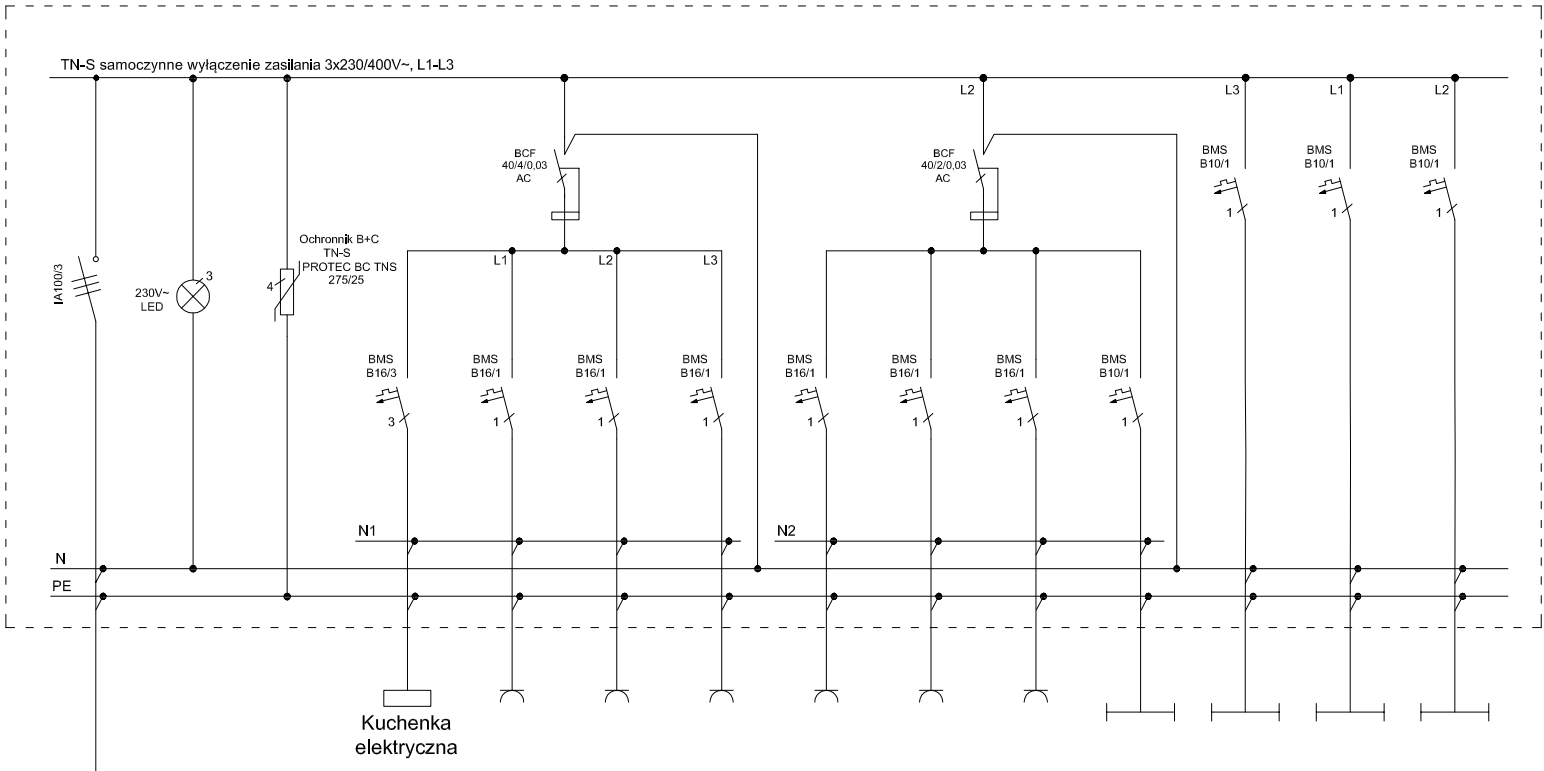 TN-S samoczynne wyłączenie zasilania 3x230/400V~, L1-L3
L2
L3
L1
L2
BCF
40/4/0,03
AC
BCF
40/2/0,03
AC
BMS
B10/1
1
BMS
B10/1
1
BMS
B10/1
1
IA100/3
230V~
LED
3
Ochronnik B+C
TN-S
PROTEC BC TNS
275/25
4
L1
L2
L3
BMS
B16/3
3
BMS
B16/1
1
BMS
B16/1
1
BMS
B16/1
1
BMS
B16/1
1
BMS
B16/1
1
BMS
B16/1
1
BMS
B10/1
1
N1
N2
N
PE
Kuchenka
elektryczna